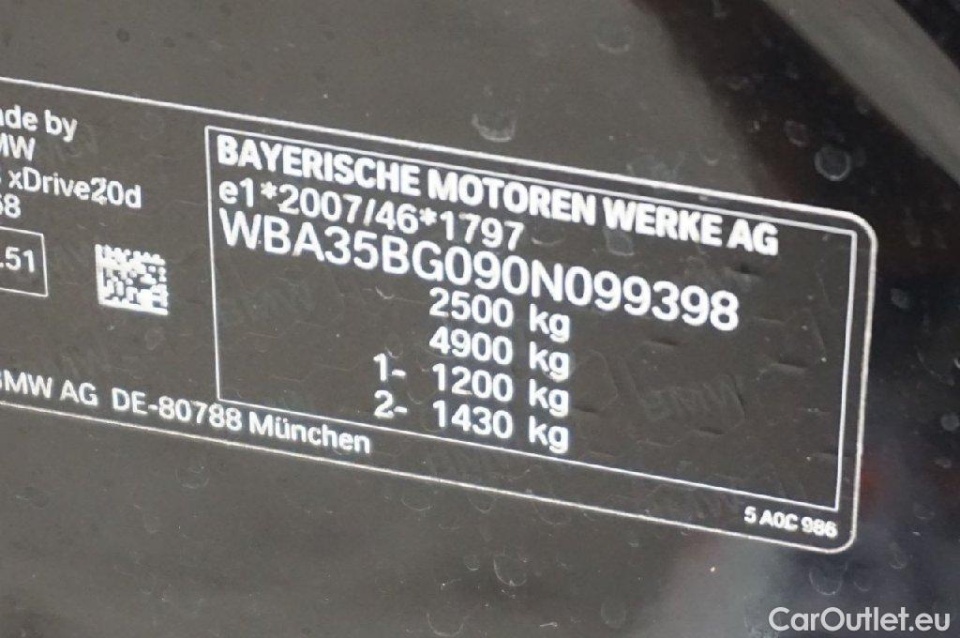 ade by
MW
xDrive20d
68
.51
BMW AG DE-80788 München
BAYERISCHE MOTOREN WERKE AG
e1*2007/46*1797
WBA35BG090N099398
2500 kg
4900 kg
1- 1200 kg
2- 1430 kg
5 A0C 986
CarOutlet.eu